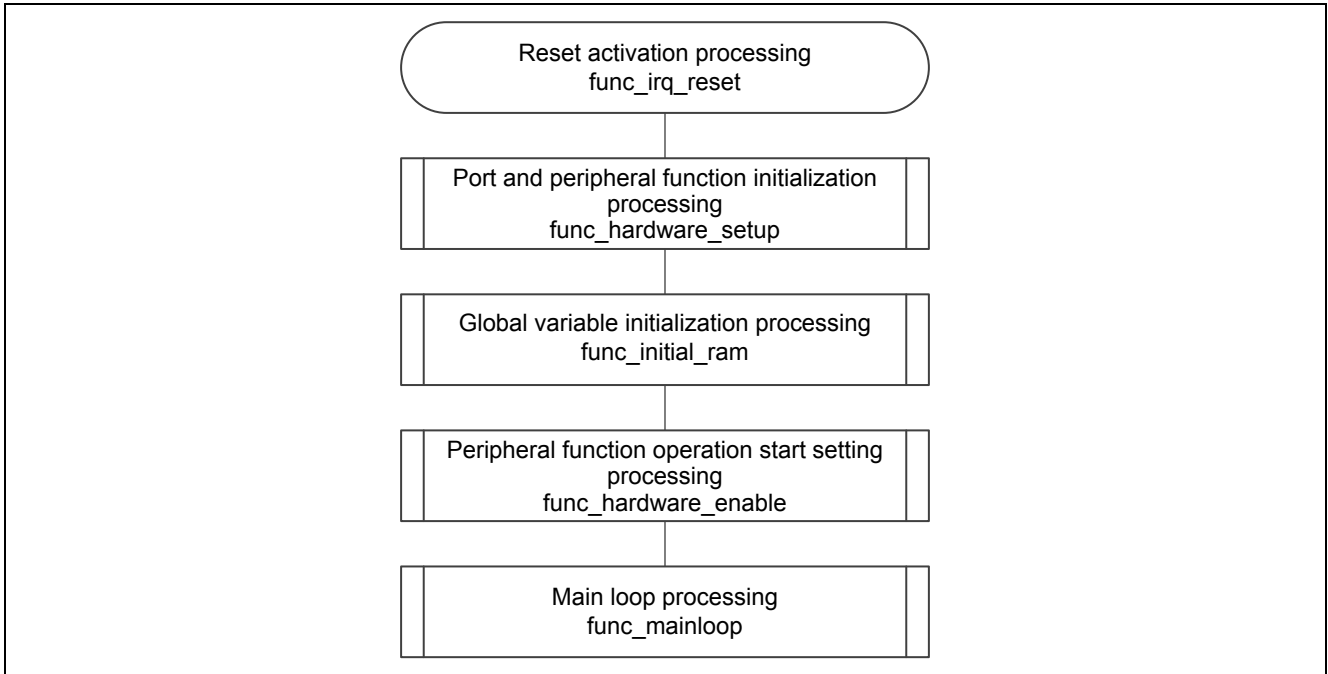 Reset activation processing
func_irq_reset
Port and peripheral function initialization
processing
func_hardware_setup
Global variable initialization processing
func_initial_ram
Peripheral function operation start setting
processing
func_hardware_enable
Main loop processing
func_mainloop